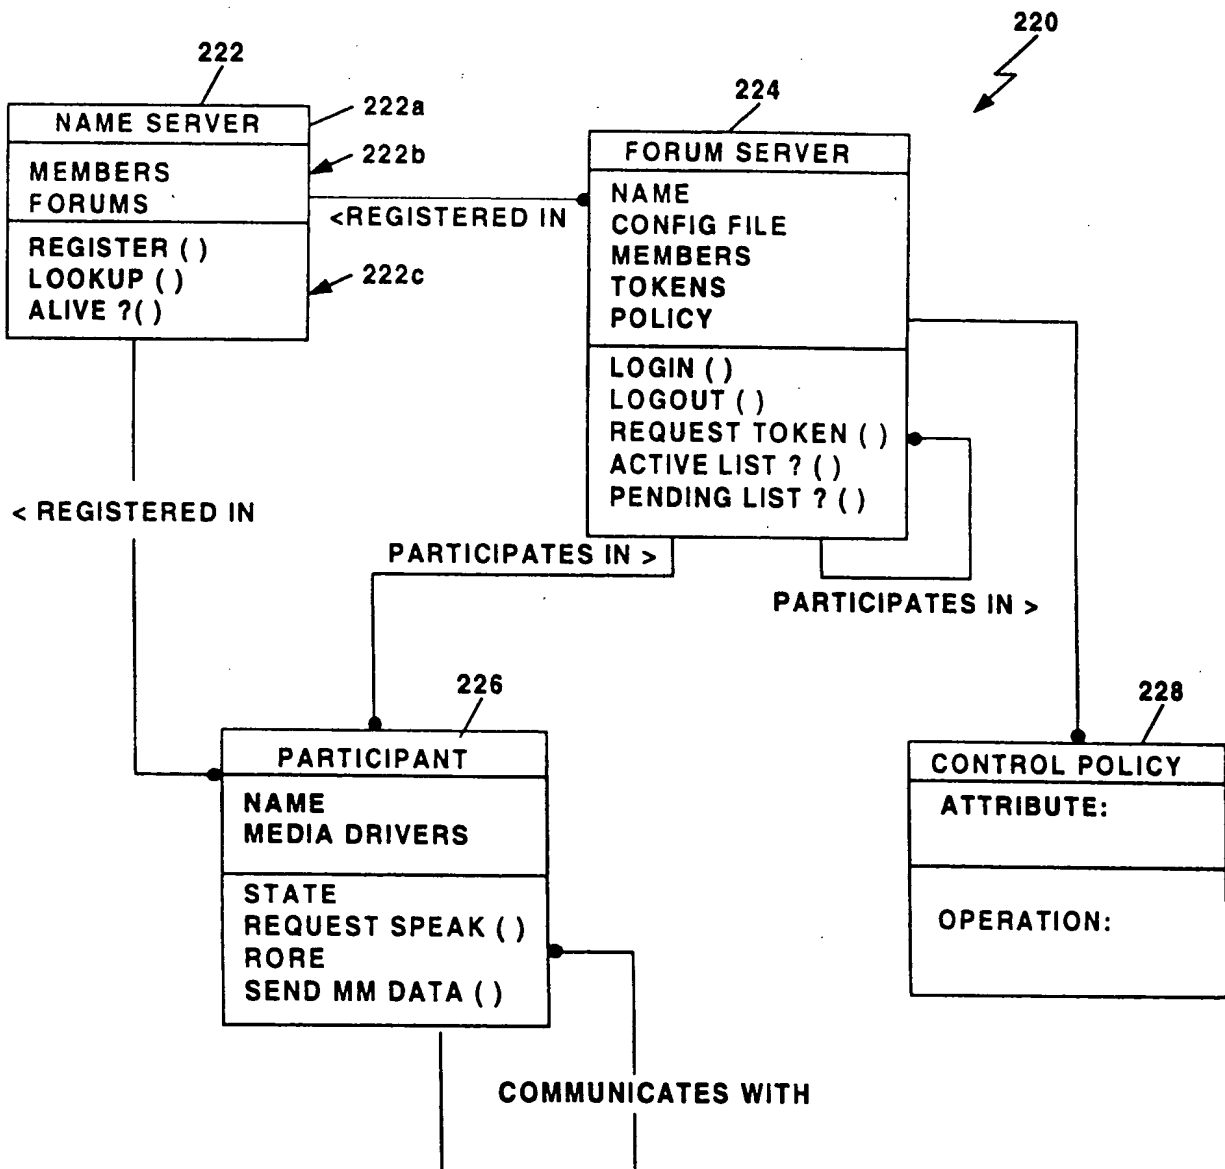 220
222
NAME SERVER
222a
MEMBERS
FORUMS
222b
REGISTER ( )
LOOKUP ( )
ALIVE ?( )
222c
<REGISTERED IN
224
FORUM SERVER
NAME
CONFIG FILE
MEMBERS
TOKENS
POLICY
LOGIN ( )
LOGOUT ( )
REQUEST TOKEN ( )
ACTIVE LIST ? ( )
PENDING LIST ? ( )
< REGISTERED IN
PARTICIPATES IN >
PARTICIPATES IN >
226
PARTICIPANT
NAME
MEDIA DRIVERS
STATE
REQUEST SPEAK ( )
RORE
SEND MM DATA ( )
228
CONTROL POLICY
ATTRIBUTE:
OPERATION:
COMMUNICATES WITH